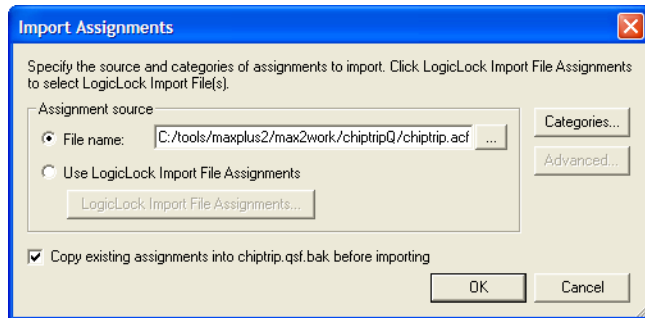 Import Assignments
Specify the source and categories of assignments to import. Click LogicLock Import File Assignments
to select LogicLock Import File(s).
Assignment source
File name:
C:/tools/maxplus2/max2work/chiptripQ/chiptrip.acf
...
Categories...
Use LogicLock Import File Assignments
Advanced...
LogicLock Import File Assignments...
Copy existing assignments into chiptrip.qsf.bak before importing
OK
Cancel